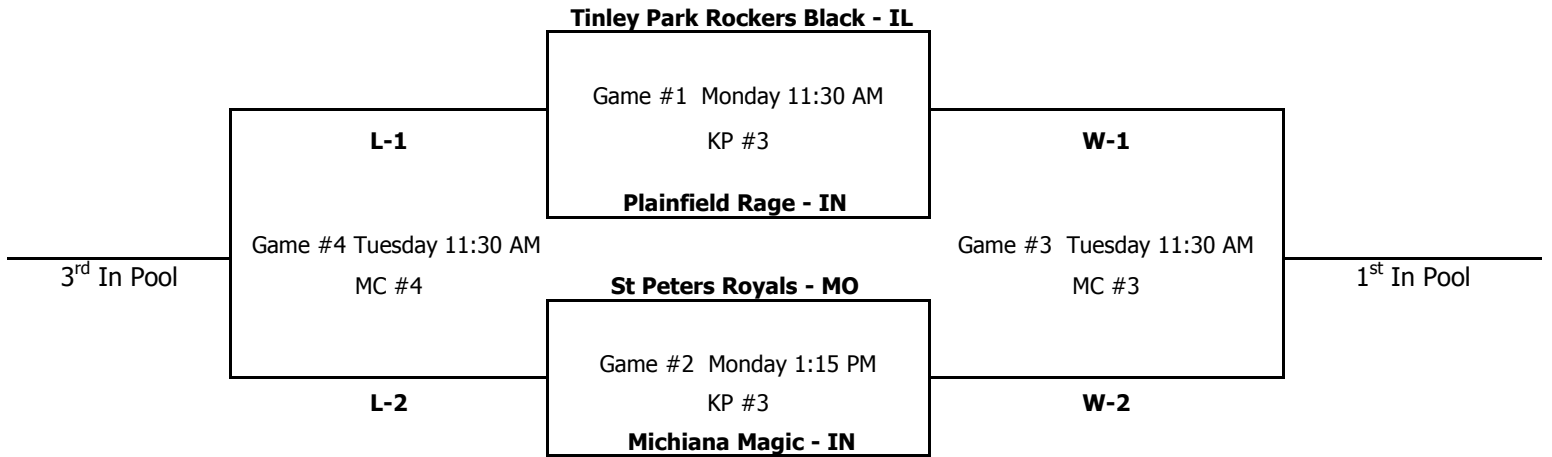 Tinley Park Rockers Black - IL
Game #1 Monday 11:30 AM
L-1
KP #3
W-1
Plainfield Rage - IN
Game #4 Tuesday 11:30 AM
Game #3 Tuesday 11:30 AM
3rd In Pool
MC #4
St Peters Royals - MO
MC #3
1st In Pool
Game #2 Monday 1:15 PM
L-2
KP #3
W-2
Michiana Magic - IN